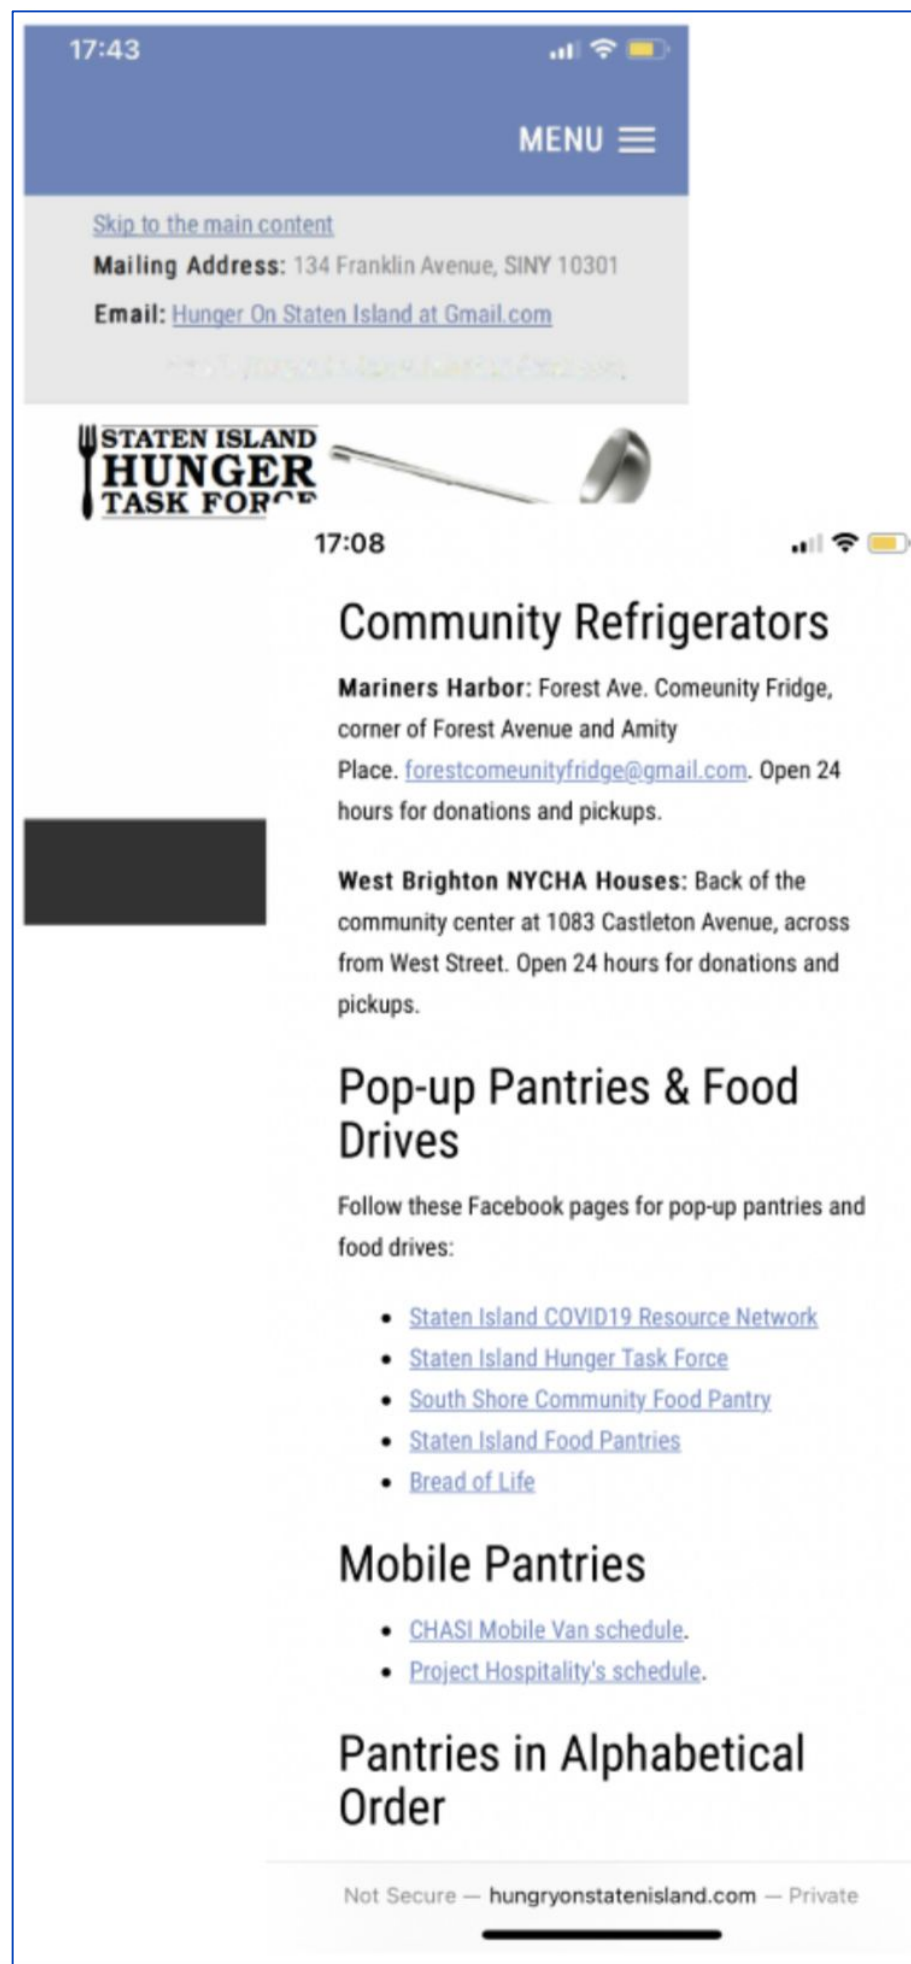 17:43
MENU
Skip to the main content
Mailing Address: 134 Franklin Avenue, SINY 10301
Email: Hunger On Staten Island at Gmail.com
STATEN ISLAND
HUNGER
TASK FORCE
17:08
Community Refrigerators
Mariners Harbor: Forest Ave. Comeunity Fridge,
corner of Forest Avenue and Amity
Place. forestcomeunityfridge@gmail.com. Open 24
hours for donations and pickups.
West Brighton NYCHA Houses: Back of the
community center at 1083 Castleton Avenue, across
from West Street. Open 24 hours for donations and
pickups.
Pop-up Pantries & Food
Drives
Follow these Facebook pages for pop-up pantries and
food drives:
• Staten Island COVID19 Resource Network
• Staten Island Hunger Task Force
• South Shore Community Food Pantry
• Staten Island Food Pantries
• Bread of Life
Mobile Pantries
• CHASI Mobile Van schedule.
• Project Hospitality's schedule.
Pantries in Alphabetical
Order
Not Secure — hungryonstatenisland.com — Private